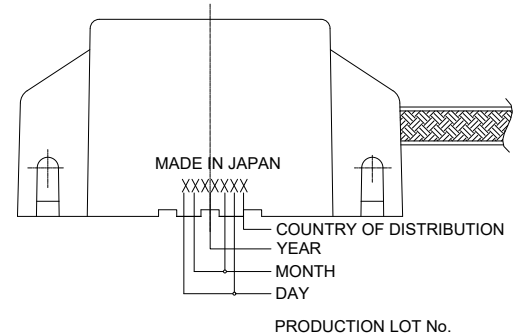 MADE IN JAPAN
XXXXXXX
COUNTRY OF DISTRIBUTION
YEAR
MONTH
DAY
PRODUCTION LOT No.